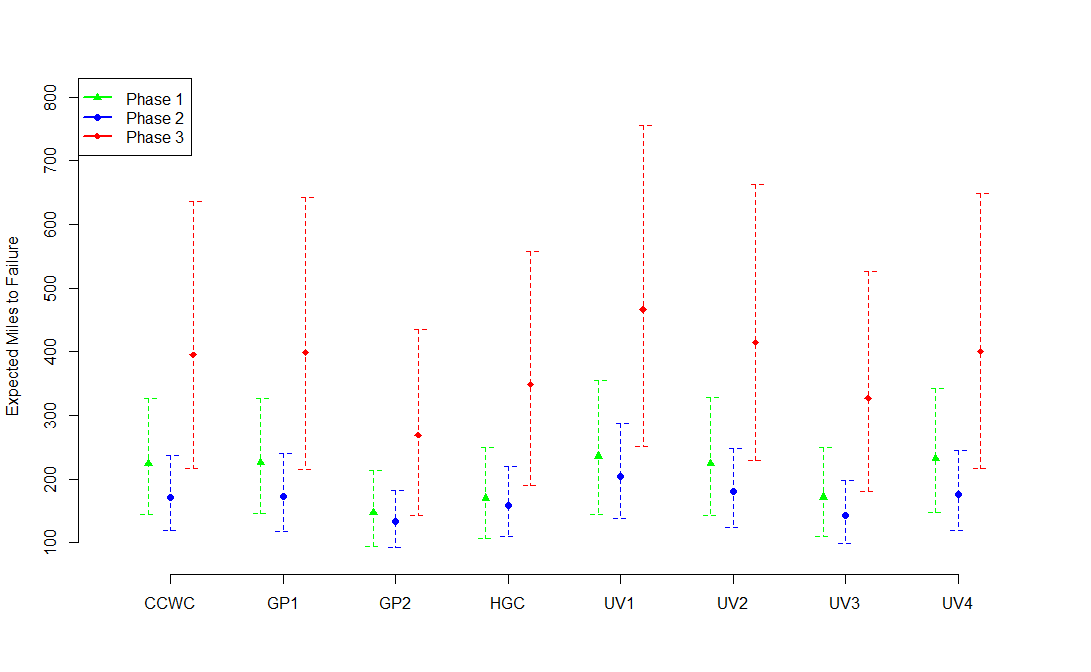 Phase 1
Phase 2
Phase 3
Expected Miles to Failure
800
700
600
500
400
300
200
100
CCWC GP1 GP2 HGC UV1 UV2 UV3 UV4